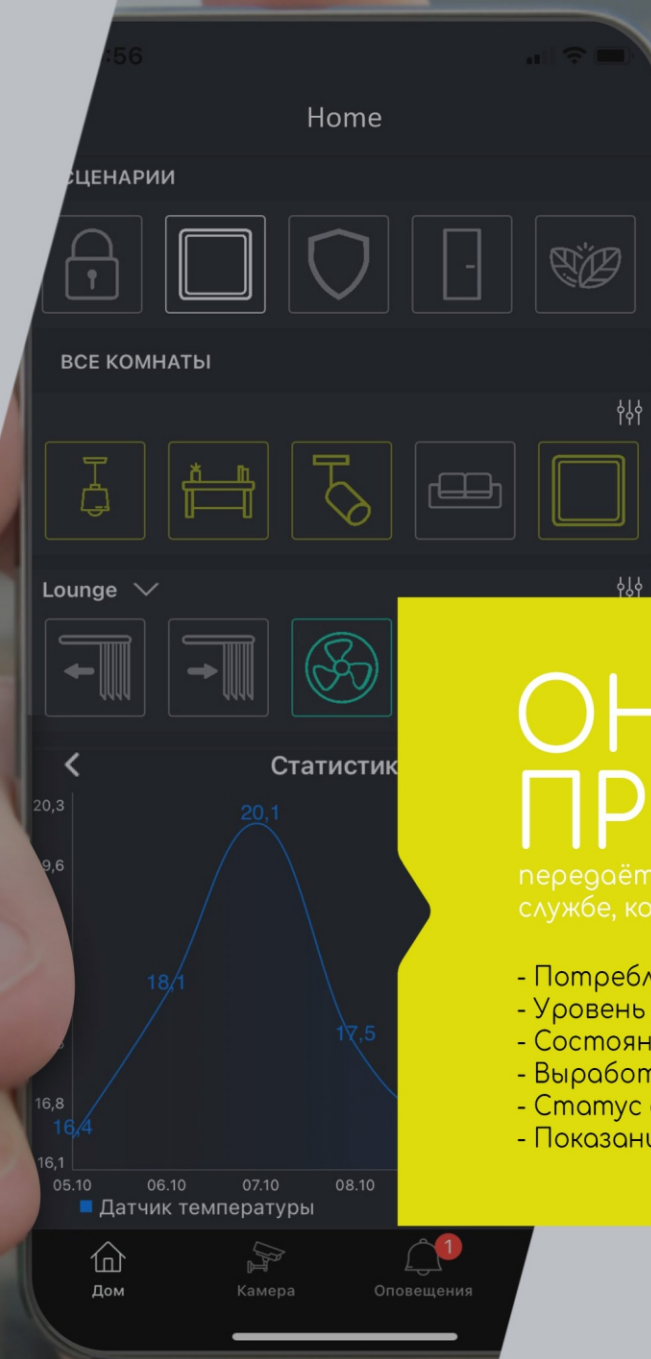 :56
Home
СЦЕНАРИИ
ВСЕ КОМНАТЫ
Lounge
Статистик
20,3
20,1
9,6
18,1
17,5
16,8
16,4
16,1
05.10 06.10 07.10 08.10
Датчик температуры
Дом Камера Оповещения
1
ОН
ПР
передаёт
службе, ко
- Потребл
- Уровень
- Состоян
- Выработ
- Статус
- Показани